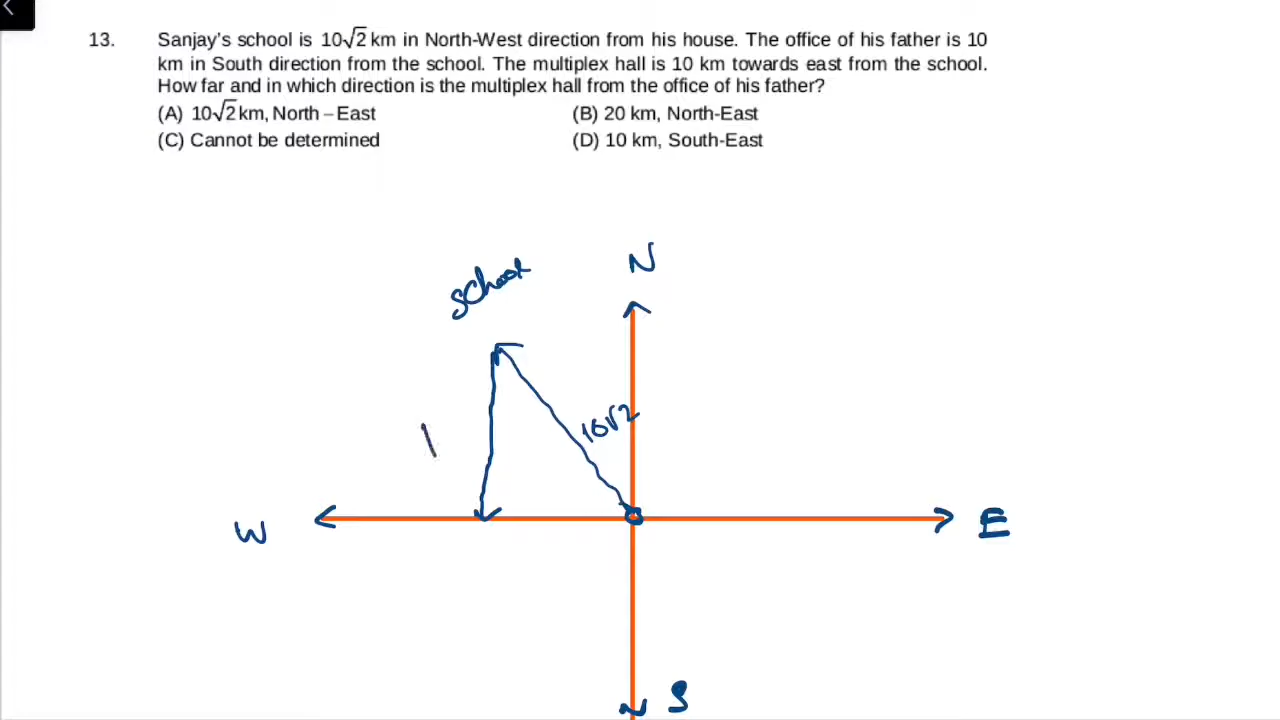 13. Sanjay's school is 10√2 km in North-West direction from his house. The office of his father is 10
km in South direction from the school. The multiplex hall is 10 km towards east from the school.
How far and in which direction is the multiplex hall from the office of his father?
(A) 10√2 km, North – East (B) 20 km, North-East
(C) Cannot be determined (D) 10 km, South-East
N
school
10√2
W
E
S